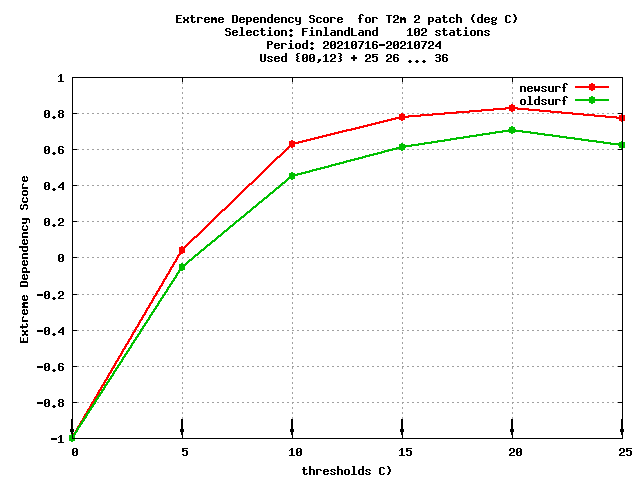 Extreme Dependency Score  for T2m 2 patch (deg C)
Selection: FinlandLand    102 stations
Period: 20210716-20210724
Used {00,12} + 25 26 ... 36
newsurf
oldsurf
1
0.8
0.6
0.4
0.2
0
-0.2
-0.4
-0.6
-0.8
-1
Extreme Dependency Score
0 5 10 15 20 25
thresholds C)